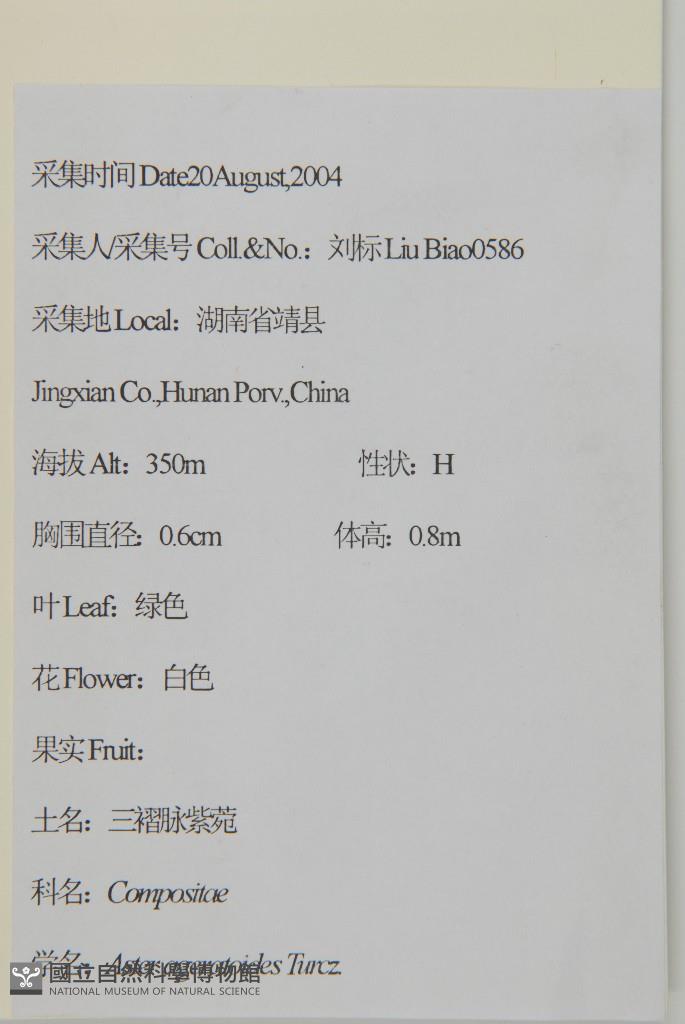 采集时间 Date20August,2004
采集人/采集号 Coll.&No.：刘标 Liu Biao0586
采集地 Local：湖南省靖县
Jingxian Co.,Hunan Porv.,China
海拔 Alt：350m 性状：H
胸围直径：0.6cm 体高：0.8m
叶 Leaf：绿色
花 Flower：白色
果实 Fruit：
土名：三褶脉紫菀
科名：Compositae
学名：Aster ageratoides Turcz.
國立自然科學博物館
NATIONAL MUSEUM OF NATURAL SCIENCE